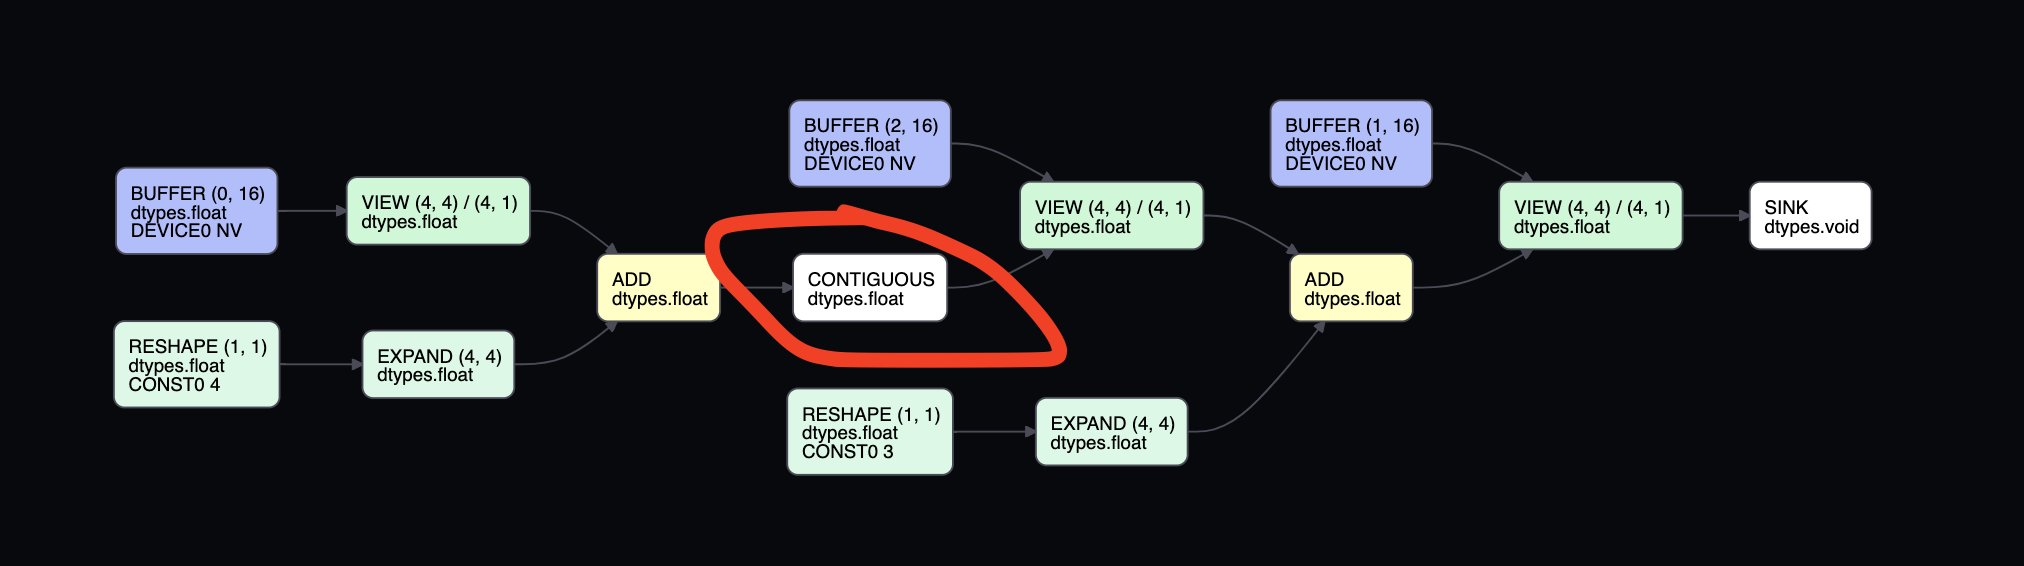 BUFFER (0, 16)
dtypes.float
DEVICE0 NV
VIEW (4, 4) / (4, 1)
dtypes.float
RESHAPE (1, 1)
dtypes.float
CONST0 4
EXPAND (4, 4)
dtypes.float
ADD
dtypes.float
BUFFER (2, 16)
dtypes.float
DEVICE0 NV
CONTIGUOUS
dtypes.float
VIEW (4, 4) / (4, 1)
dtypes.float
RESHAPE (1, 1)
dtypes.float
CONST0 3
EXPAND (4, 4)
dtypes.float
ADD
dtypes.float
BUFFER (1, 16)
dtypes.float
DEVICE0 NV
VIEW (4, 4) / (4, 1)
dtypes.float
SINK
dtypes.void